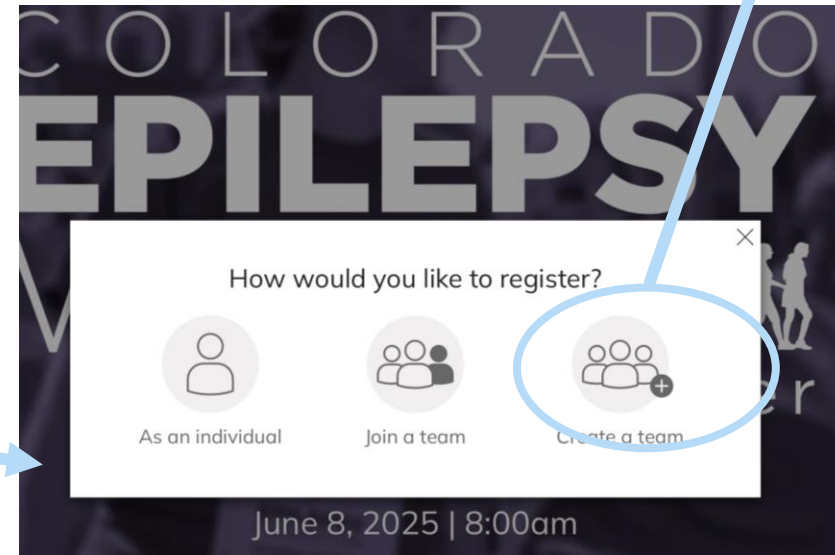 COLORADO
EPILEPSY
How would you like to register?
As an individual
Join a team
Create a team
er
June 8, 2025 | 8:00am